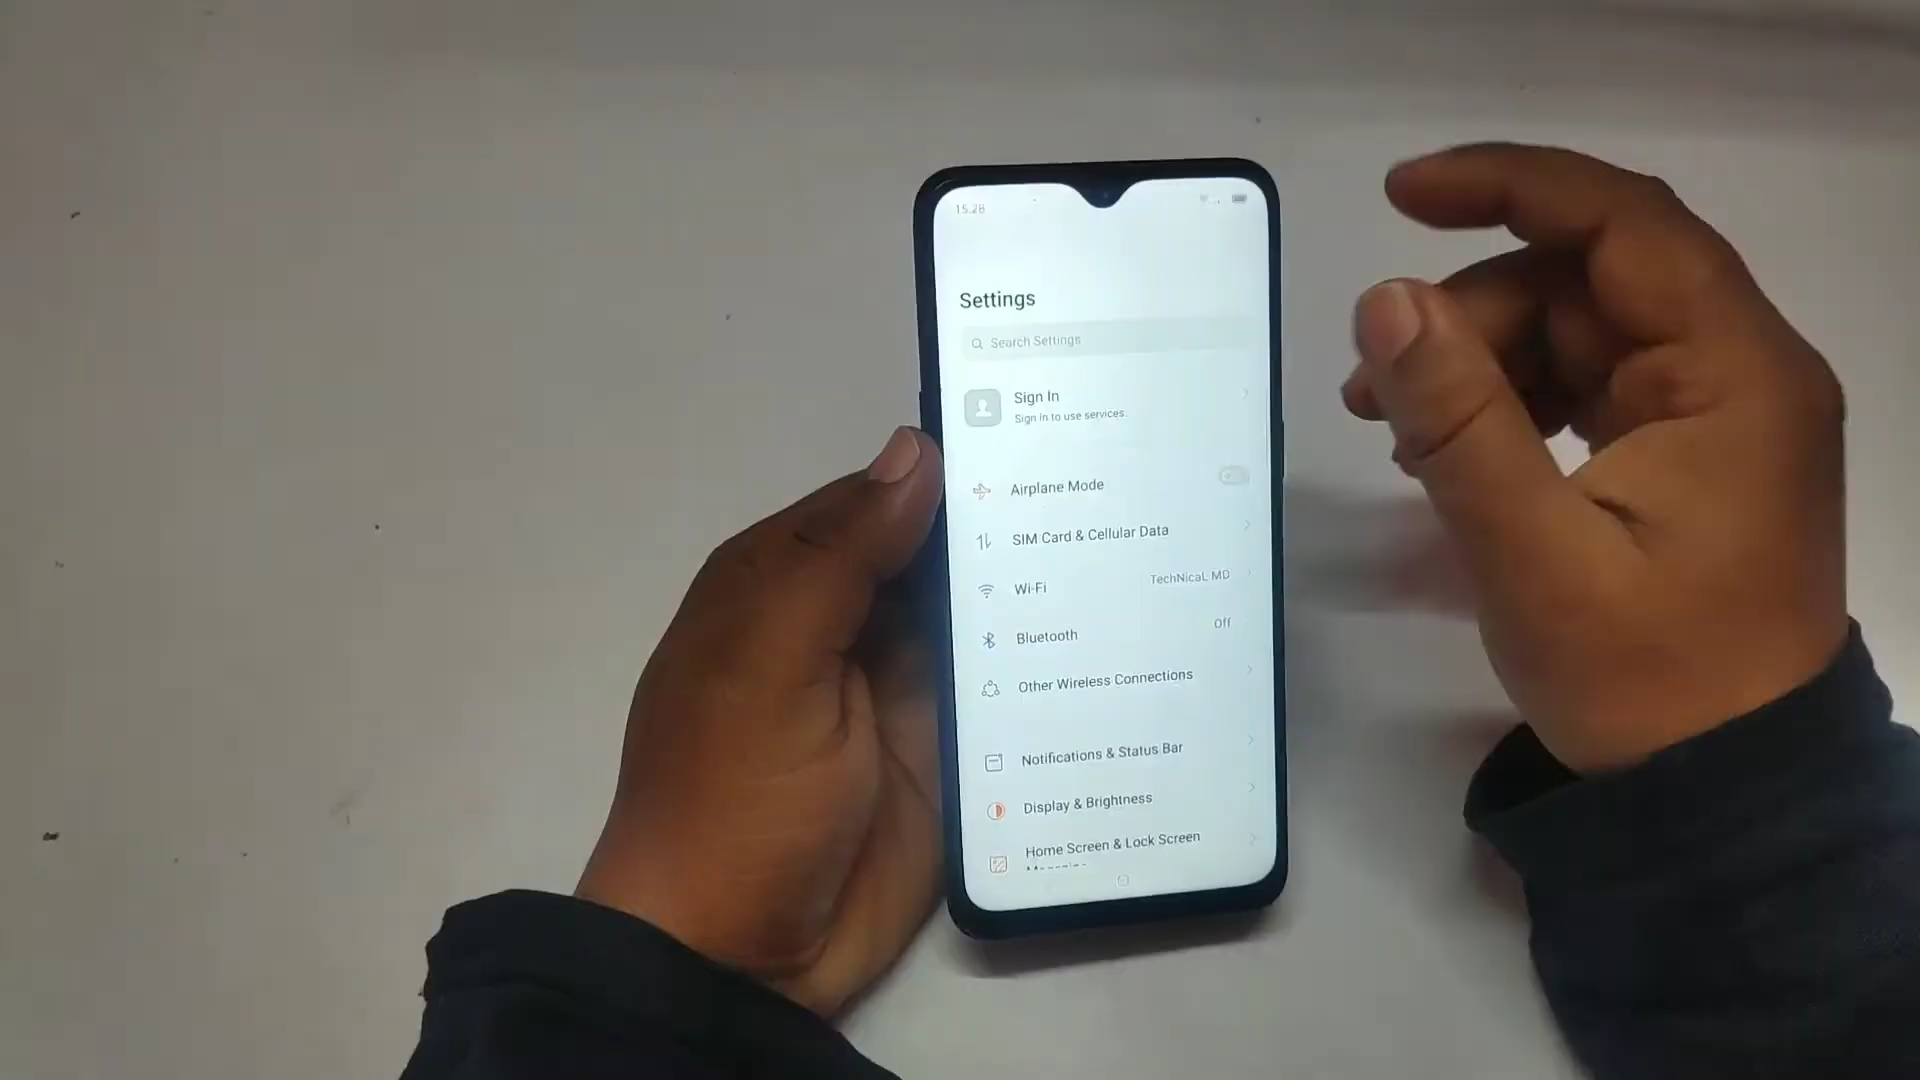 15.28
Settings
Search Settings
Sign In
Sign In to use services.
Airplane Mode
SIM Card & Cellular Data
Wi-Fi
TechNicaL MD
Bluetooth
Off
Other Wireless Connections
Notifications & Status Bar
Display & Brightness
Home Screen & Lock Screen